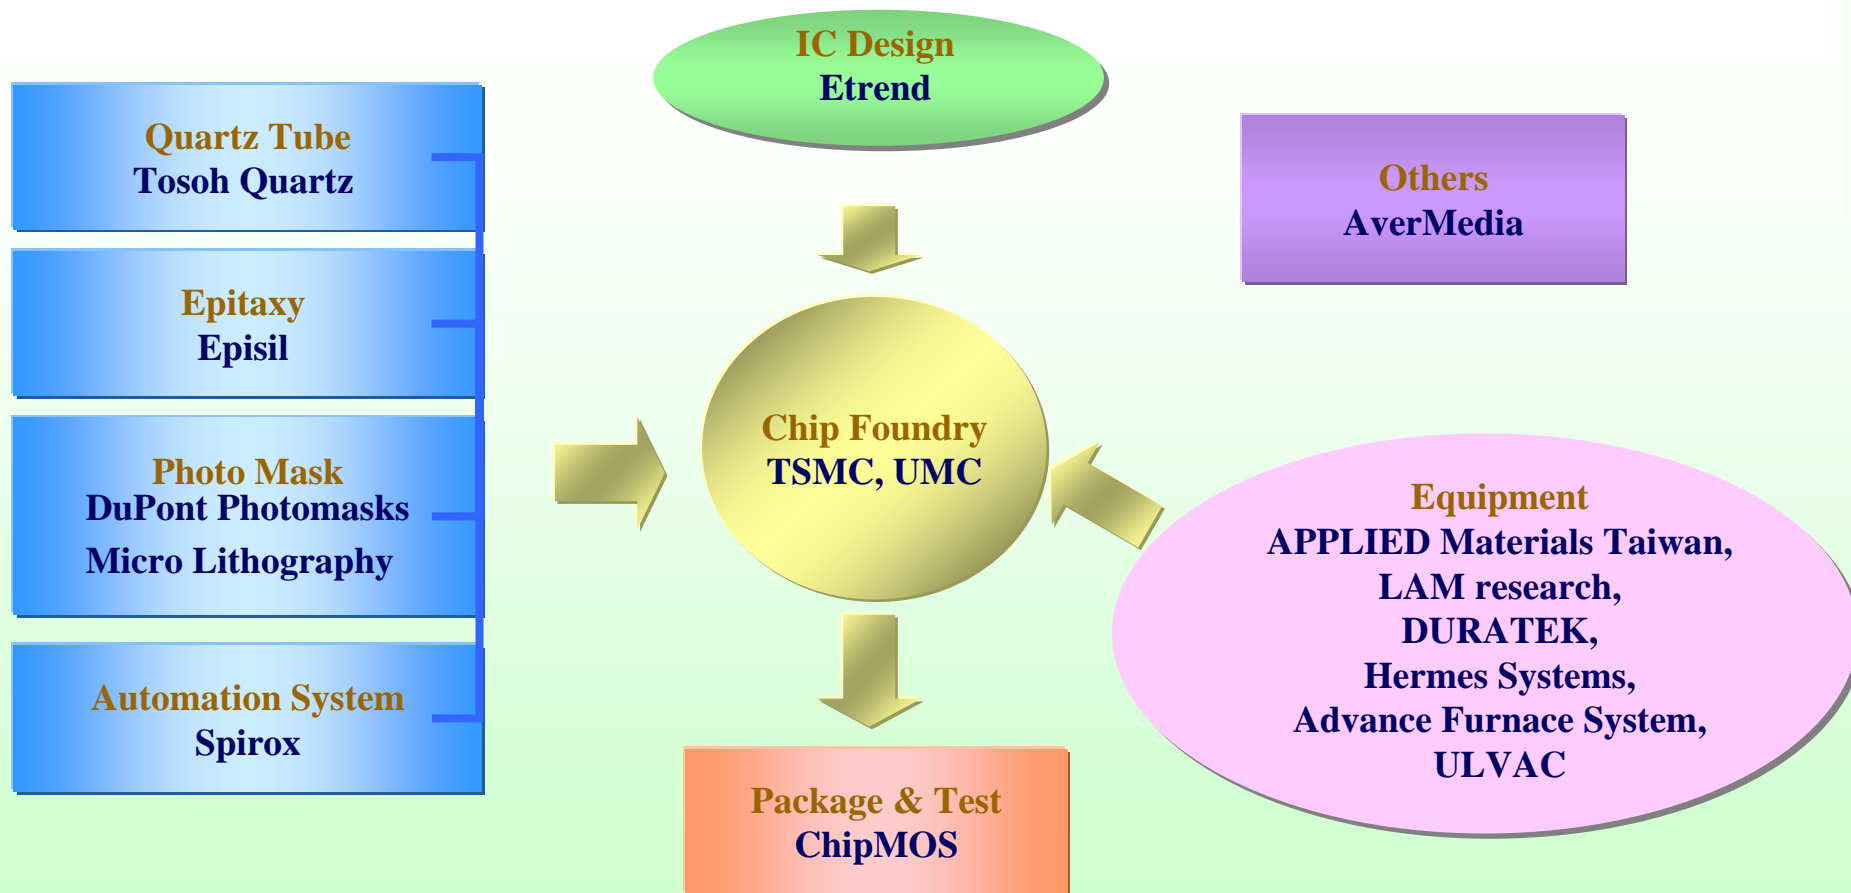 IC Design
Etrend
Quartz Tube
Tosoh Quartz
Others
AverMedia
Epitaxy
Episil
Chip Foundry
TSMC, UMC
Photo Mask
DuPont Photomasks
Micro Lithography
Equipment
APPLIED Materials Taiwan,
LAM research,
DURATEK,
Hermes Systems,
Advance Furnace System,
ULVAC
Automation System
Spirox
Package & Test
ChipMOS